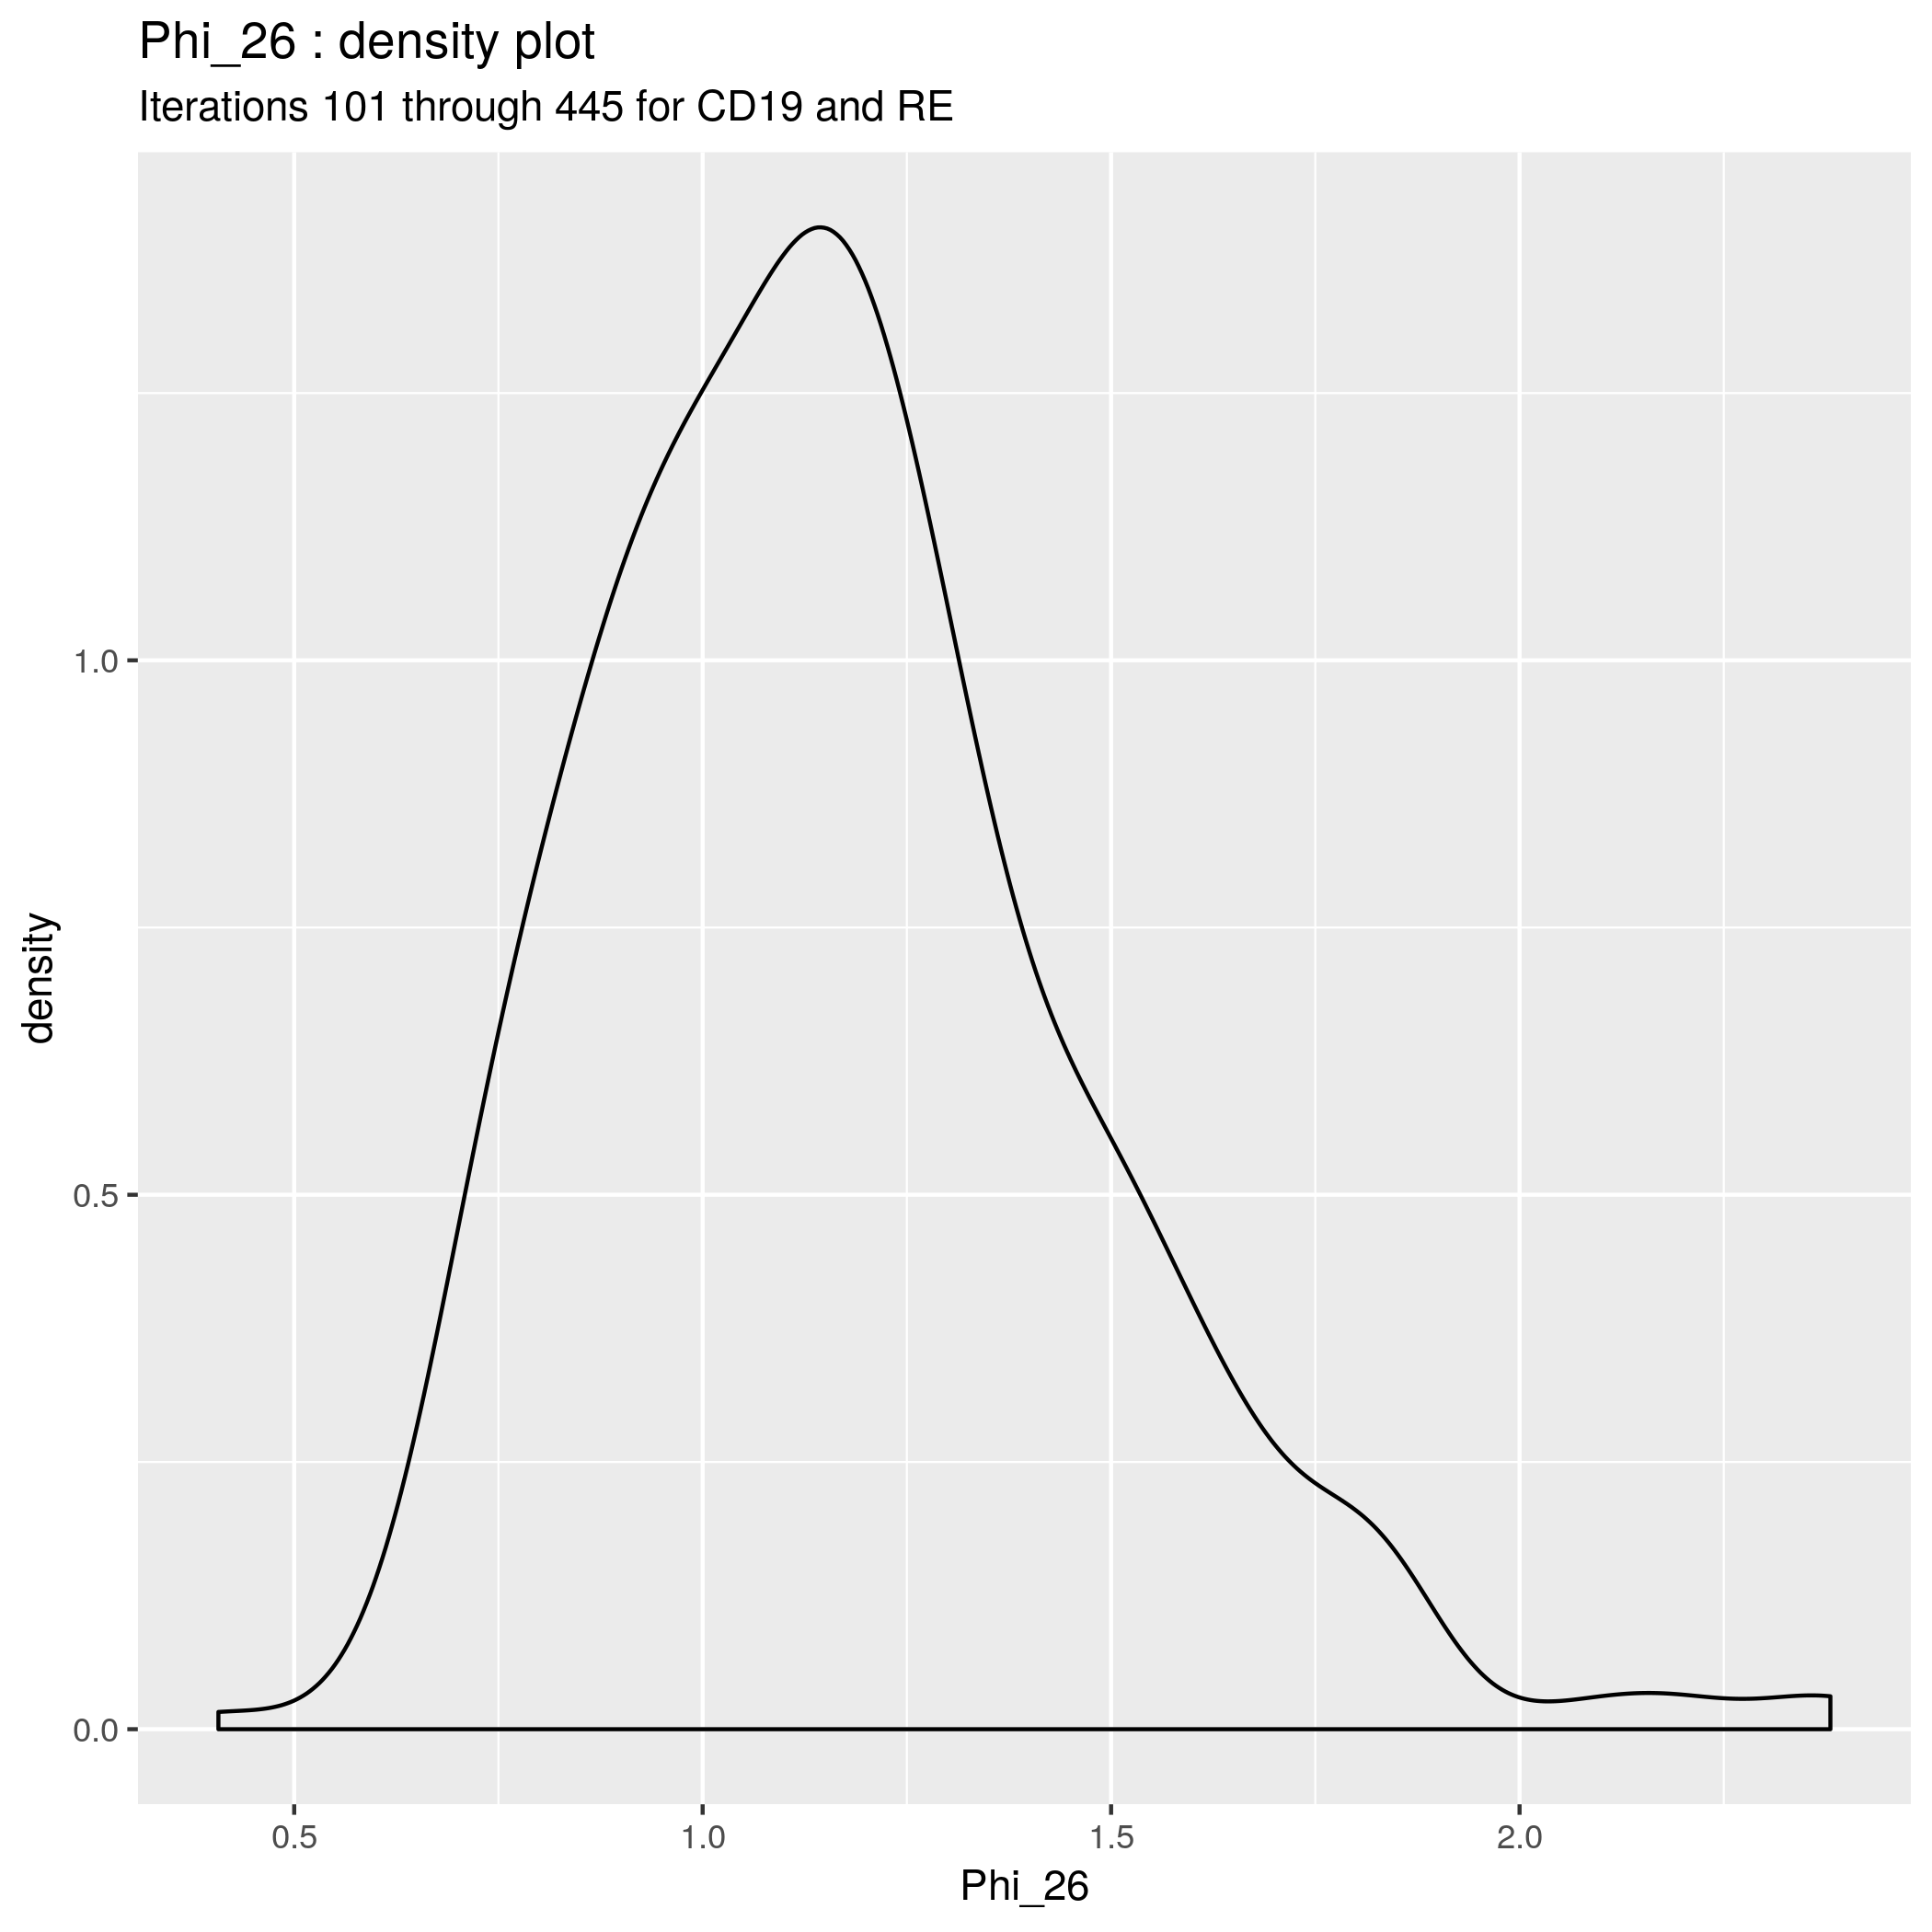 Phi_26 : density plot
Iterations 101 through 445 for CD19 and RE
density
1.0
0.5
0.0
0.5 1.0 1.5 2.0
Phi_26